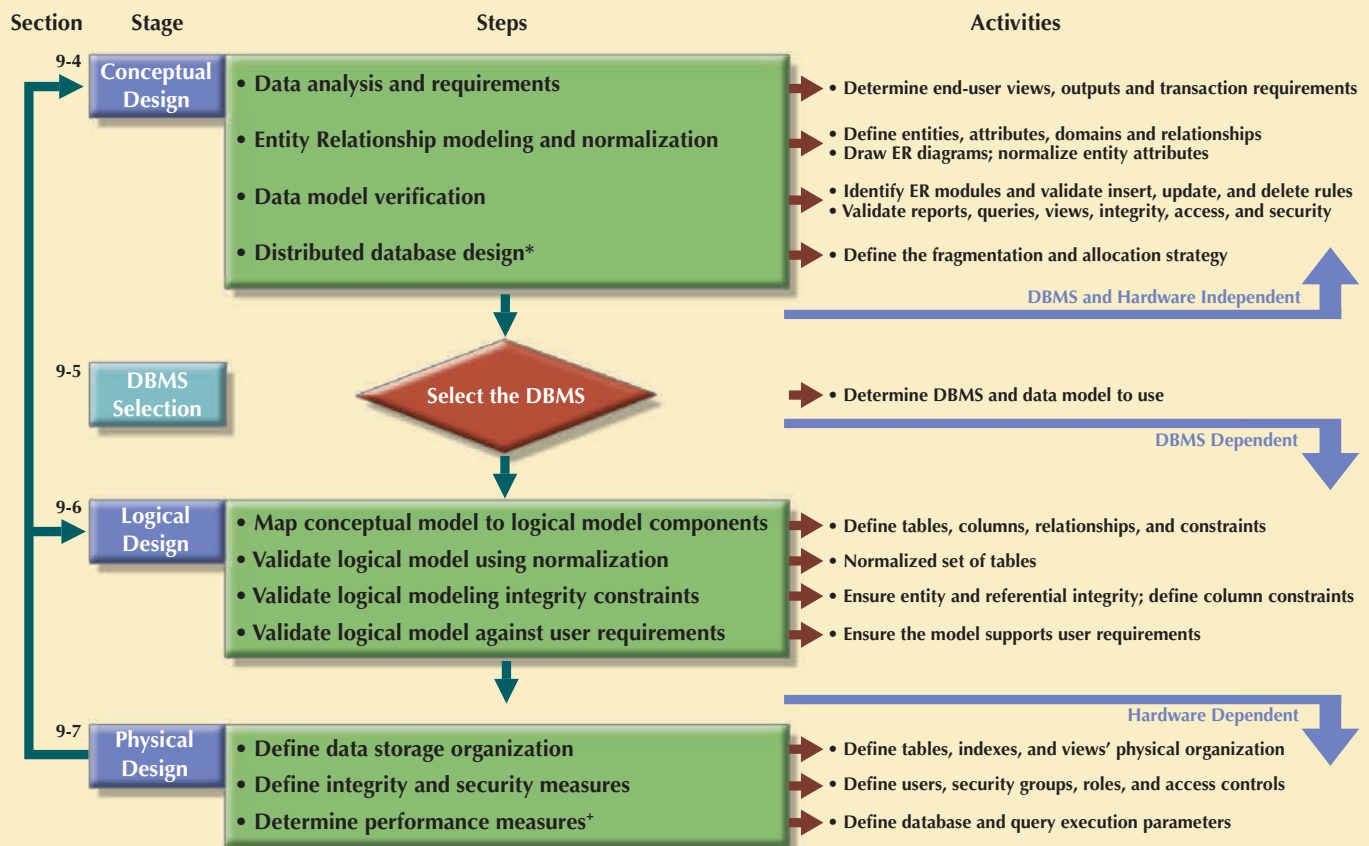 Section Stage Steps Activities
9-4
Conceptual
Design
• Data analysis and requirements
• Determine end-user views, outputs and transaction requirements
• Entity Relationship modeling and normalization
• Define entities, attributes, domains and relationships
• Draw ER diagrams; normalize entity attributes
• Data model verification
• Identify ER modules and validate insert, update, and delete rules
• Validate reports, queries, views, integrity, access, and security
• Distributed database design*
• Define the fragmentation and allocation strategy
DBMS and Hardware Independent
9-5
DBMS
Selection
Select the DBMS
• Determine DBMS and data model to use
DBMS Dependent
9-6
Logical
Design
• Map conceptual model to logical model components
• Define tables, columns, relationships, and constraints
• Validate logical model using normalization
• Normalized set of tables
• Validate logical modeling integrity constraints
• Ensure entity and referential integrity; define column constraints
• Validate logical model against user requirements
• Ensure the model supports user requirements
Hardware Dependent
9-7
Physical
Design
• Define data storage organization
• Define tables, indexes, and views’ physical organization
• Define integrity and security measures
• Define users, security groups, roles, and access controls
• Determine performance measures+
• Define database and query execution parameters